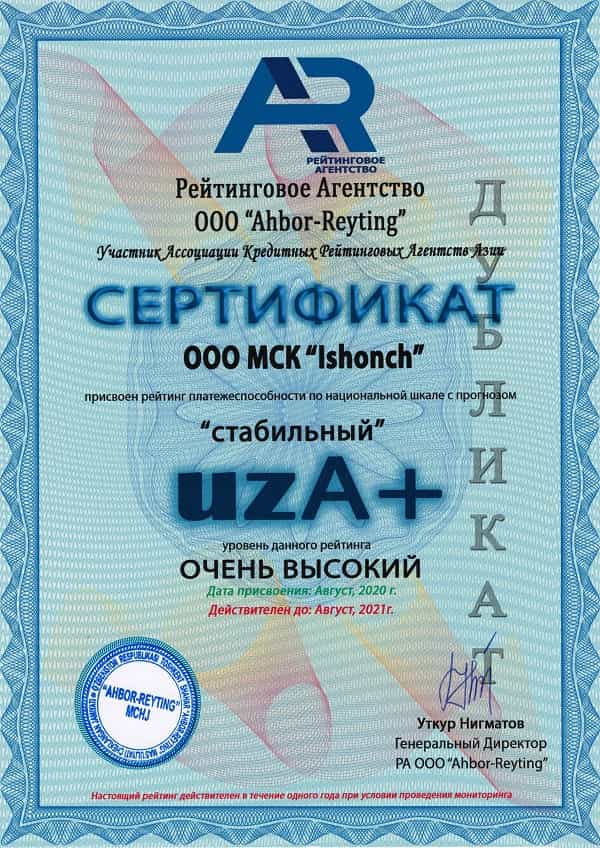 AR
РЕЙТИНГОВОЕ
АГЕНТСТВО
Рейтинговое Агентство
ООО “Ahbor-Reyting”
Участник Ассоциации Кредитных Рейтинговых Агентств Азии
СЕРТИФИКАТ
ООО МСК “Ishonch”
присвоен рейтинг платежеспособности по национальной шкале с прогнозом
“стабильный”
uzA+
уровень данного рейтинга
ОЧЕНЬ ВЫСОКИЙ
Дата присвоения: Август, 2020 г.
Действителен до: Август, 2021г.
ДУБЛИКАТ
“AHBOR-REYTING”
MCHJ
Уткур Нигматов
Генеральный Директор
РА ООО “Ahbor-Reyting”
Настоящий рейтинг действителен в течение одного года при условии проведения мониторинга